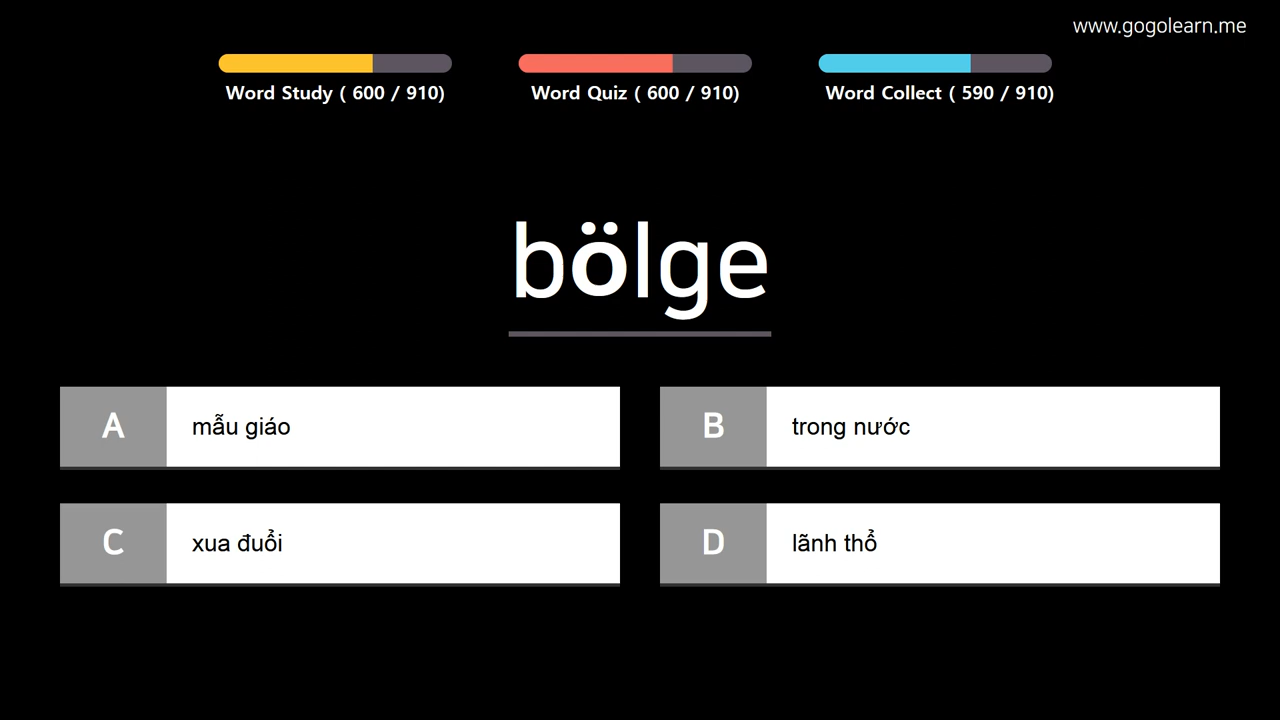 www.gogolearn.me
Word Study ( 600 / 910)
Word Quiz ( 600 / 910)
Word Collect ( 590 / 910)
bölge
A mẫu giáo
B trong nước
C xua đuổi
D lãnh thổ